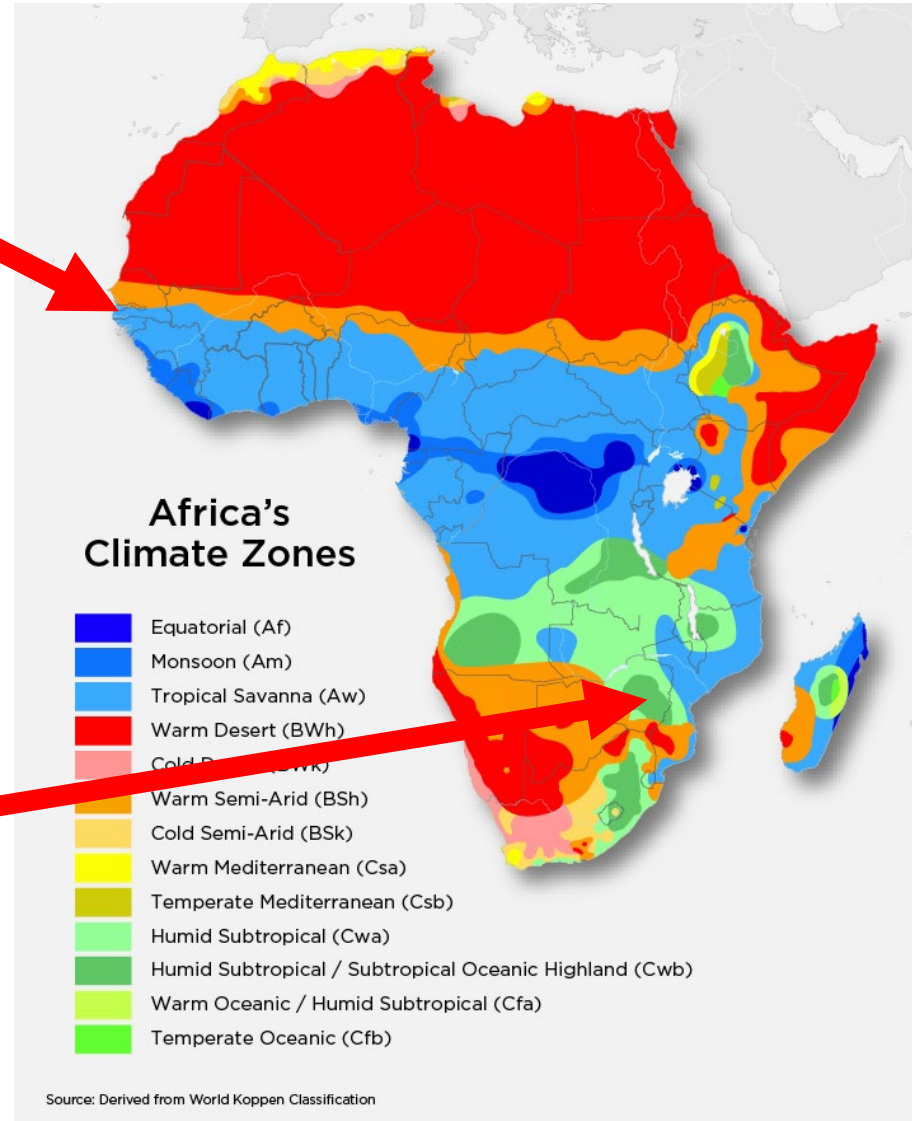 Africa's
Climate Zones
Equatorial (Af)
Monsoon (Am)
Tropical Savanna (Aw)
Warm Desert (BWh)
Cold
Warm Semi-Arid (BSh)
Cold Semi-Arid (BSk)
Warm Mediterranean (Csa)
Temperate Mediterranean (Csb)
Humid Subtropical (Cwa)
Humid Subtropical / Subtropical Oceanic Highland (Cwb)
Warm Oceanic / Humid Subtropical (Cfa)
Temperate Oceanic (Cfb)
Source: Derived from World Koppen Classification